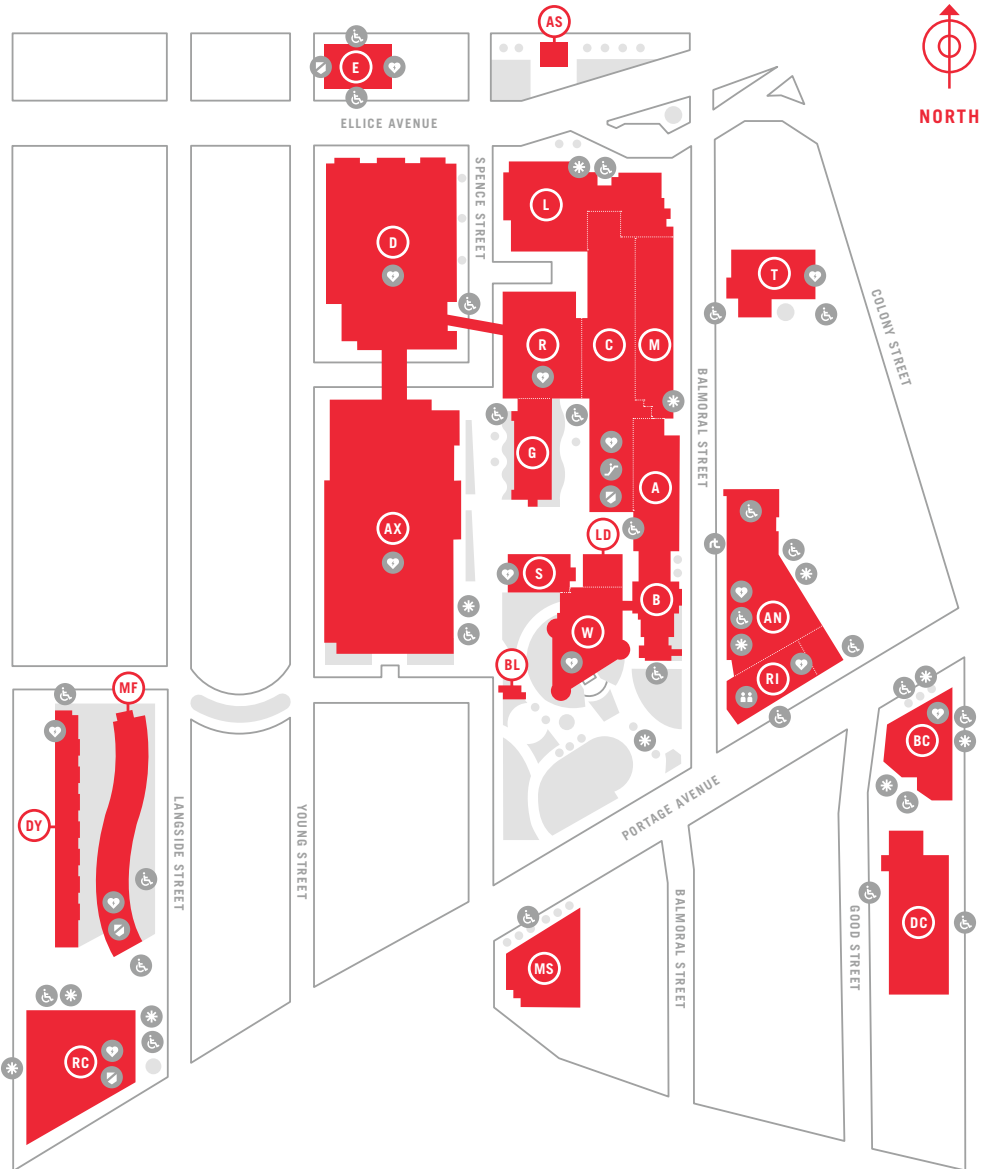 AS
E
NORTH
ELLICE AVENUE
SPENCE STREET
L
D
T
COLONY STREET
R
C
M
BALMORAL STREET
G
A
AX
LD
S
B
AN
W
BL
RI
MF
BC
PORTAGE AVENUE
LANGSIDE STREET
YOUNG STREET
DY
BALMORAL STREET
GOOD STREET
DC
MS
RC